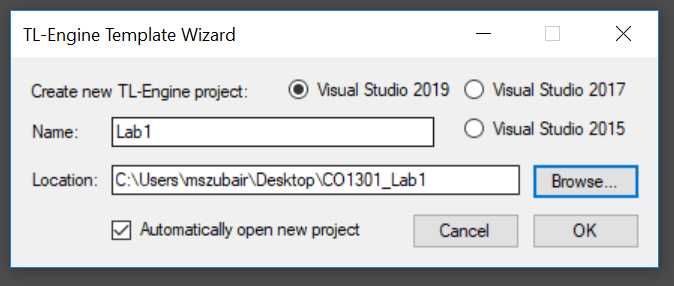 TL-Engine Template Wizard
Create new TL-Engine project: Visual Studio 2019 Visual Studio 2017
Name: Lab1 Visual Studio 2015
Location: C:\Users\mszubair\Desktop\CO1301_Lab1 Browse...
Automatically open new project Cancel OK